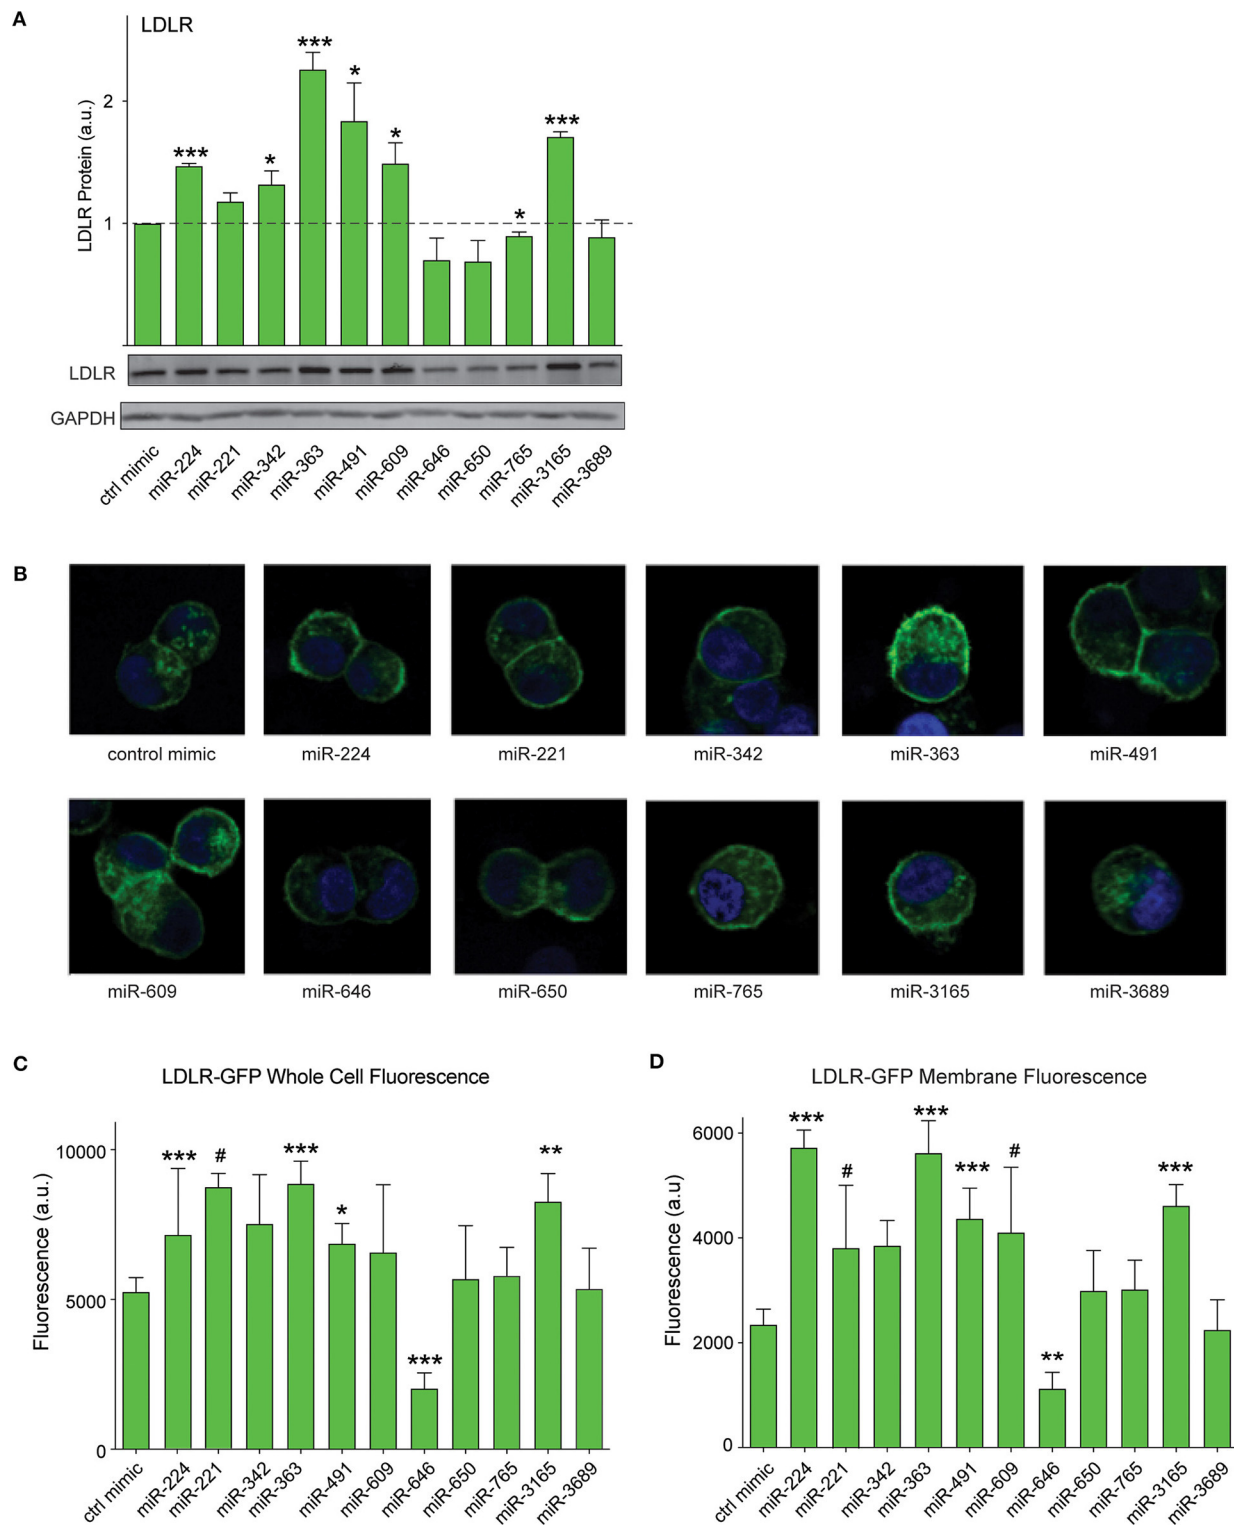 A
LDLR
LDLR Protein (a.u.)
2
1
*** * *** * * * ***
LDLR
GAPDH
ctrl mimic miR-224 miR-221 miR-342 miR-363 miR-491 miR-609 miR-646 miR-650 miR-765 miR-3165 miR-3689
B
control mimic miR-224 miR-221 miR-342 miR-363 miR-491
miR-609 miR-646 miR-650 miR-765 miR-3165 miR-3689
C
LDLR-GFP Whole Cell Fluorescence
Fluorescence (a.u.)
10000
5000
0
*** # *** * *** **
ctrl mimic miR-224 miR-221 miR-342 miR-363 miR-491 miR-609 miR-646 miR-650 miR-765 miR-3165 miR-3689
D
LDLR-GFP Membrane Fluorescence
Fluorescence (a.u)
6000
4000
2000
0
*** # *** *** # ** ***
ctrl mimic miR-224 miR-221 miR-342 miR-363 miR-491 miR-609 miR-646 miR-650 miR-765 miR-3165 miR-3689